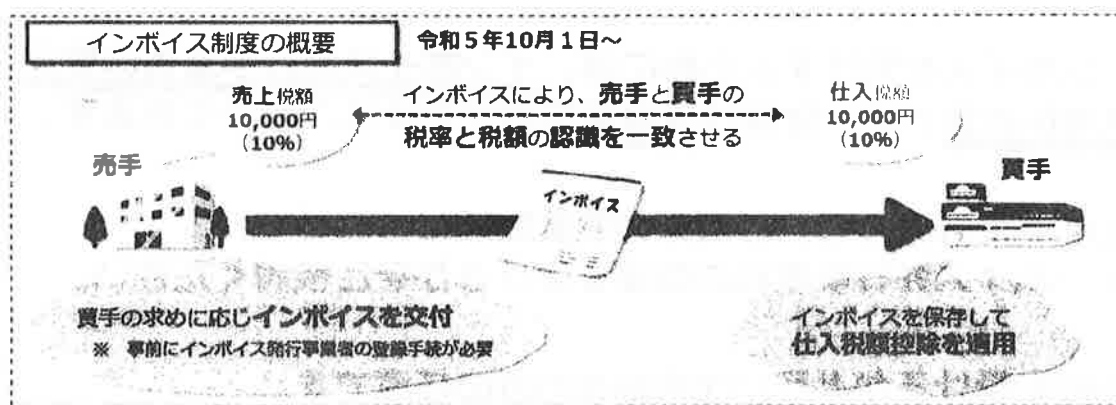 インボイス制度の概要
令和5年10月1日～
売上税額
10,000円
(10%)
インボイスにより、売手と買手の
税率と税額の認識を一致させる
仕入税額
10,000円
(10%)
売手
買手
インボイス
買手の求めに応じインボイスを交付
※ 事前にインボイス発行事業者の登録手続が必要
インボイスを保存して
仕入税額控除を適用